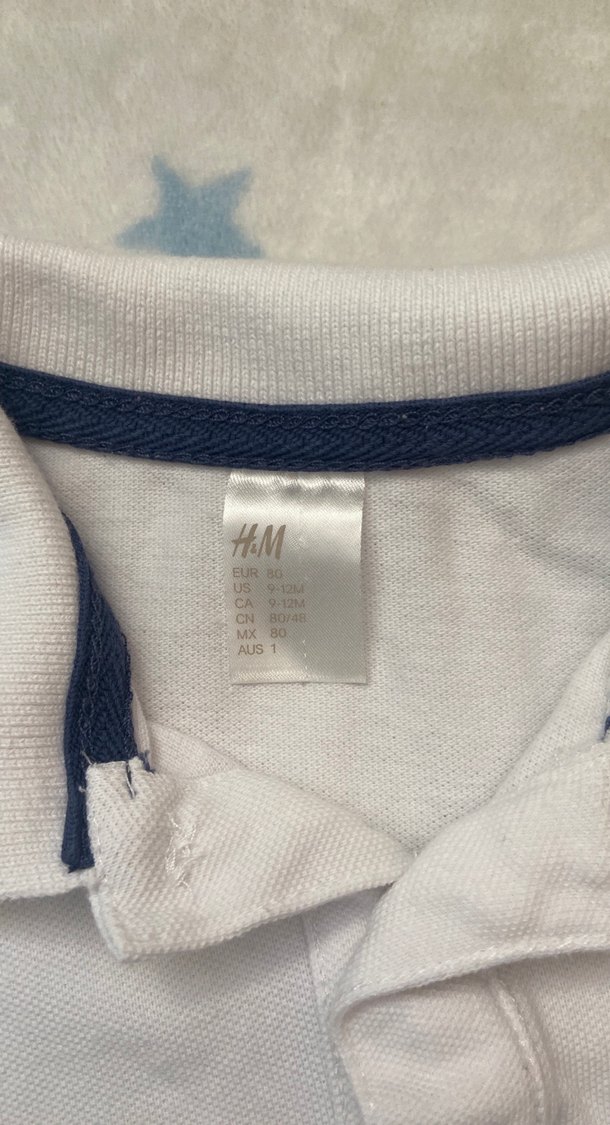 H&M
EUR 80
US 9-12M
CA 9-12M
CN 80/48
MX 80
AUS 1